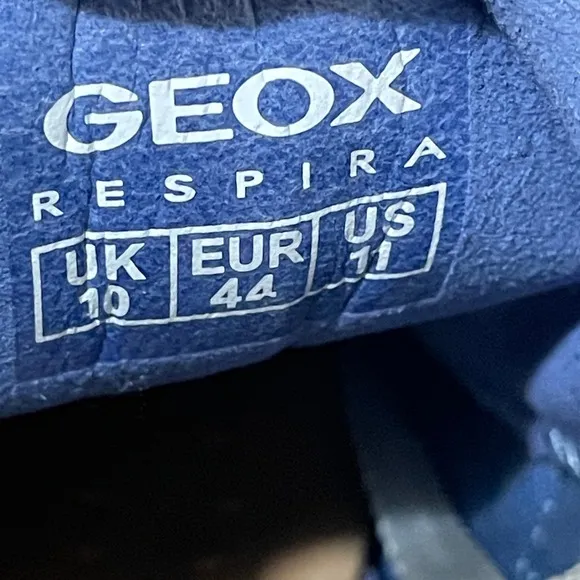 GEOX
RESPIRA
UK EUR US
10 44 11